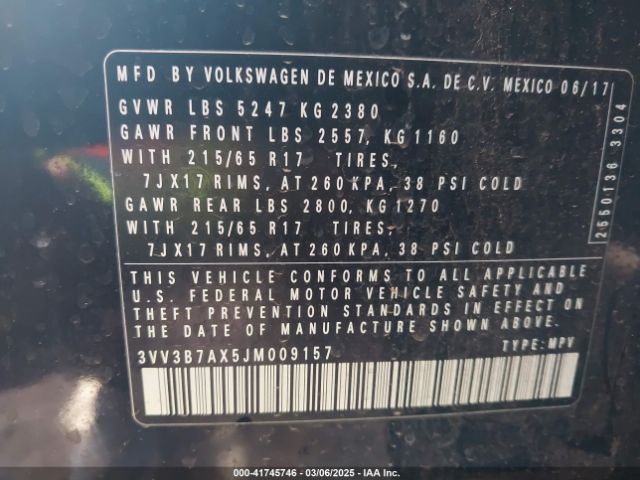 MFD BY VOLKSWAGEN DE MEXICO S.A. DE C.V. MEXICO 06/17
GVWR LBS 5247 KG 2380
GAWR FRONT LBS 2557, KG 1160
WITH 215/65 R17 TIRES,
7JX17 RIMS, AT 260 KPA, 38 PSI COLD
GAWR REAR LBS 2800, KG 1270
WITH 215/65 R17 TIRES,
7JX17 RIMS, AT 260 KPA, 38 PSI COLD
2550136 3304
THIS VEHICLE CONFORMS TO ALL APPLICABLE
U.S. FEDERAL MOTOR VEHICLE SAFETY AND
THEFT PREVENTION STANDARDS IN EFFECT ON
THE DATE OF MANUFACTURE SHOWN ABOVE.
3VV3B7AX5JM009157 TYPE: MPV
000-41745746 - 03/06/2025 - IAA Inc.